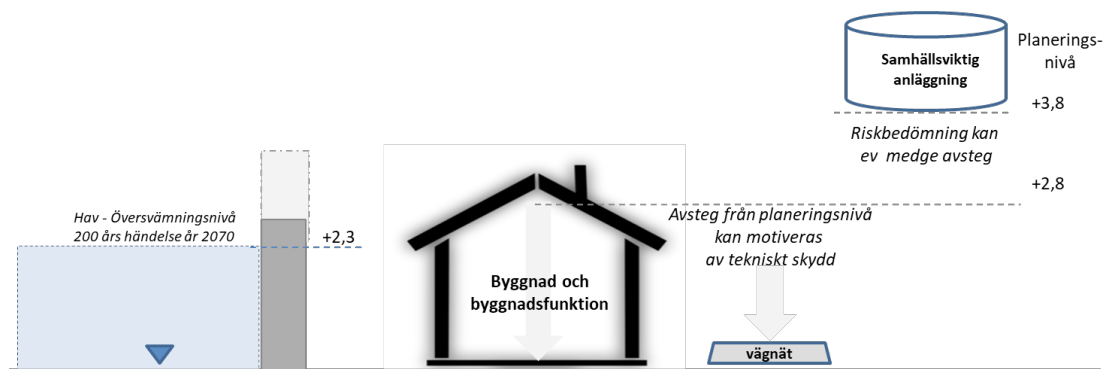 Planerings-
nivå
Samhällsviktig
anläggning
+3,8
Riskbedömning kan
ev medge avsteg
+2,8
Hav - Översvämningsnivå
200 års händelse år 2070
+2,3
Avsteg från planeringsnivå
kan motiveras
av tekniskt skydd
Byggnad och
byggnadsfunktion
vägnät